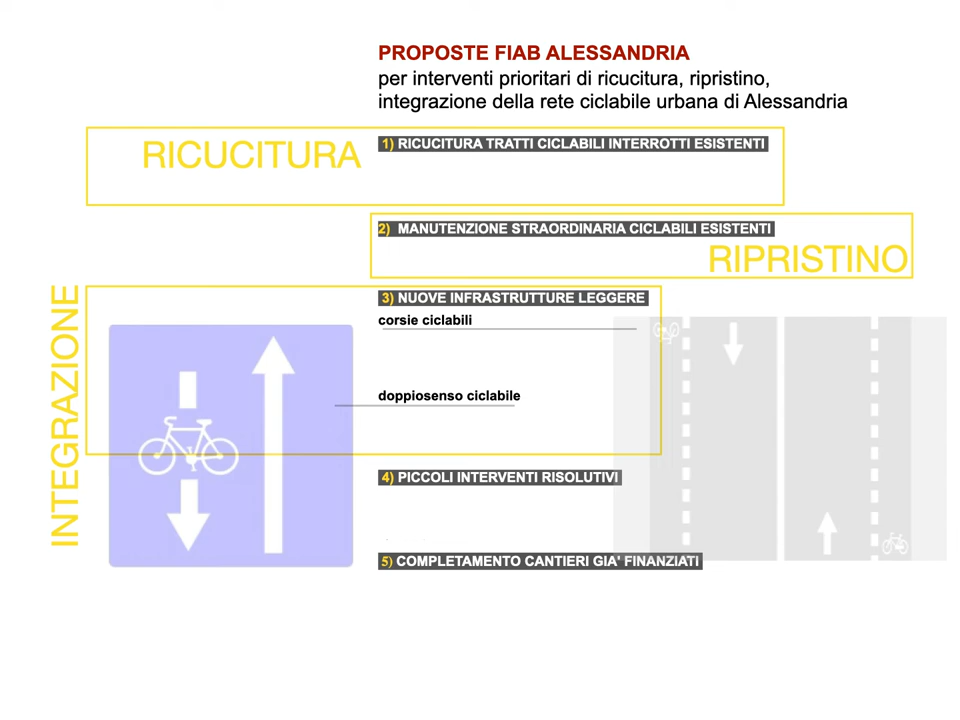 PROPOSTE FIAB ALESSANDRIA
per interventi prioritari di ricucitura, ripristino,
integrazione della rete ciclabile urbana di Alessandria
RICUCITURA
1) RICUCITURA TRATTI CICLABILI INTERROTTI ESISTENTI
2) MANUTENZIONE STRAORDINARIA CICLABILI ESISTENTI
RIPRISTINO
INTEGRAZIONE
3) NUOVE INFRASTRUTTURE LEGGERE
corsie ciclabili
doppiosenso ciclabile
4) PICCOLI INTERVENTI RISOLUTIVI
5) COMPLETAMENTO CANTIERI GIA' FINANZIATI